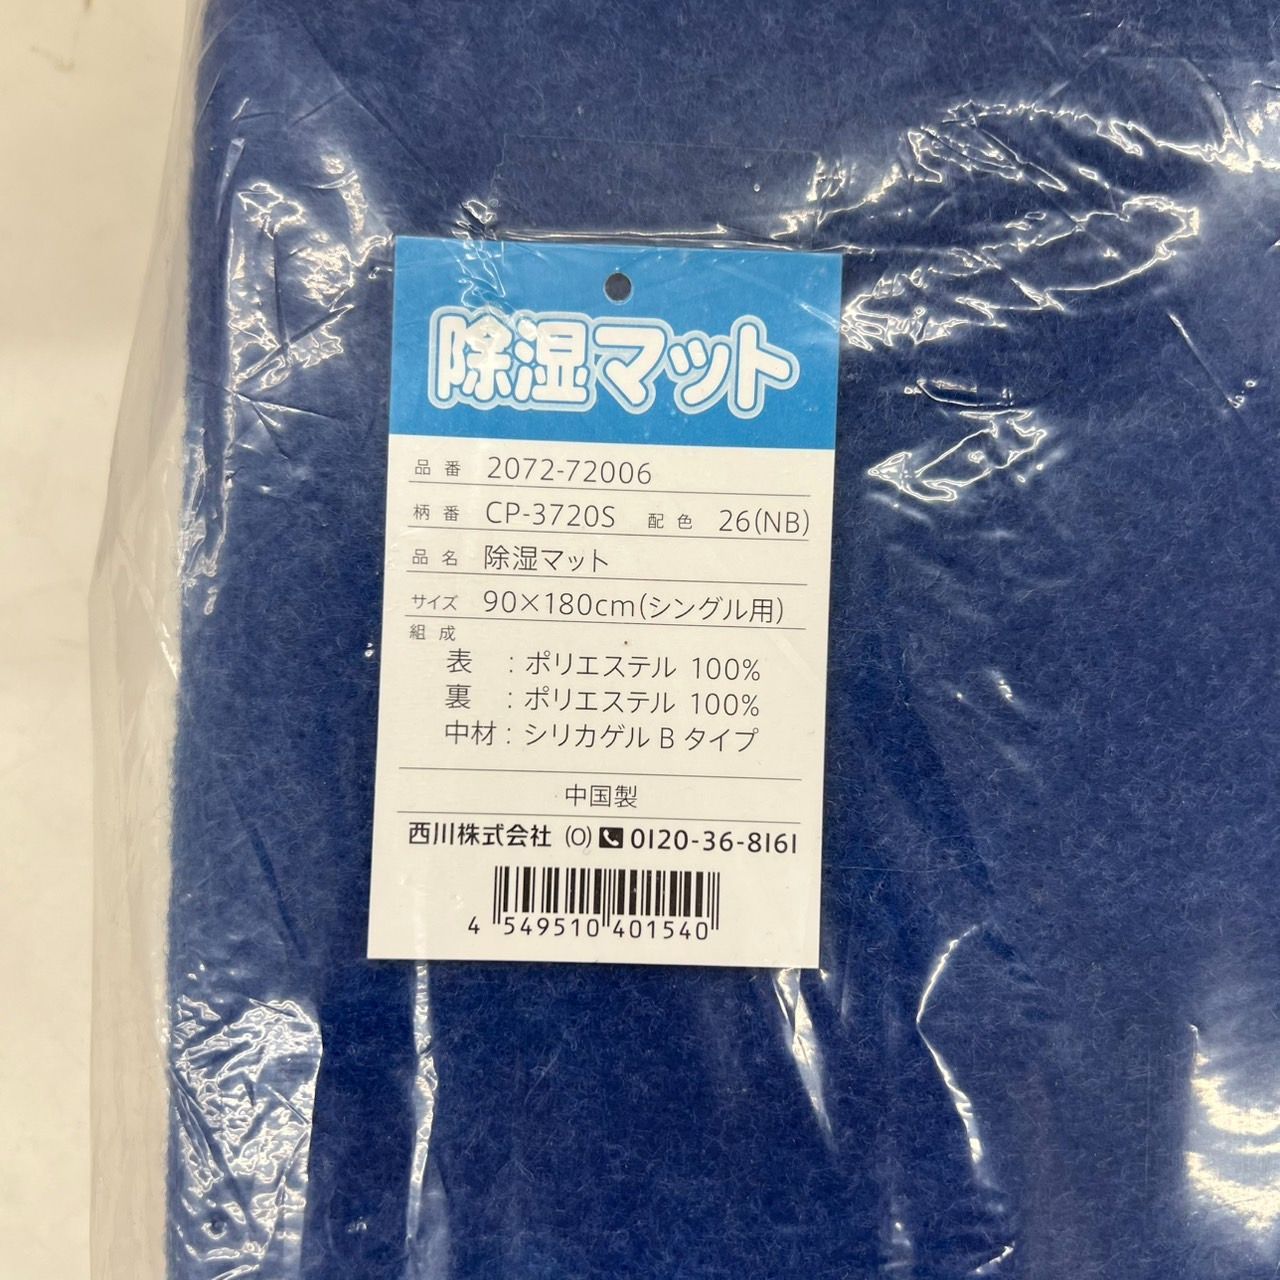 除湿マット
品番 2072-72006
柄番 CP-3720S 配色 26(NB)
品名 除湿マット
サイズ 90×180cm(シングル用)
組成
表 : ポリエステル 100%
裏 : ポリエステル 100%
中材 : シリカゲル B タイプ
中国製
西川株式会社 (O) 0120-36-8161
4 549510 401540